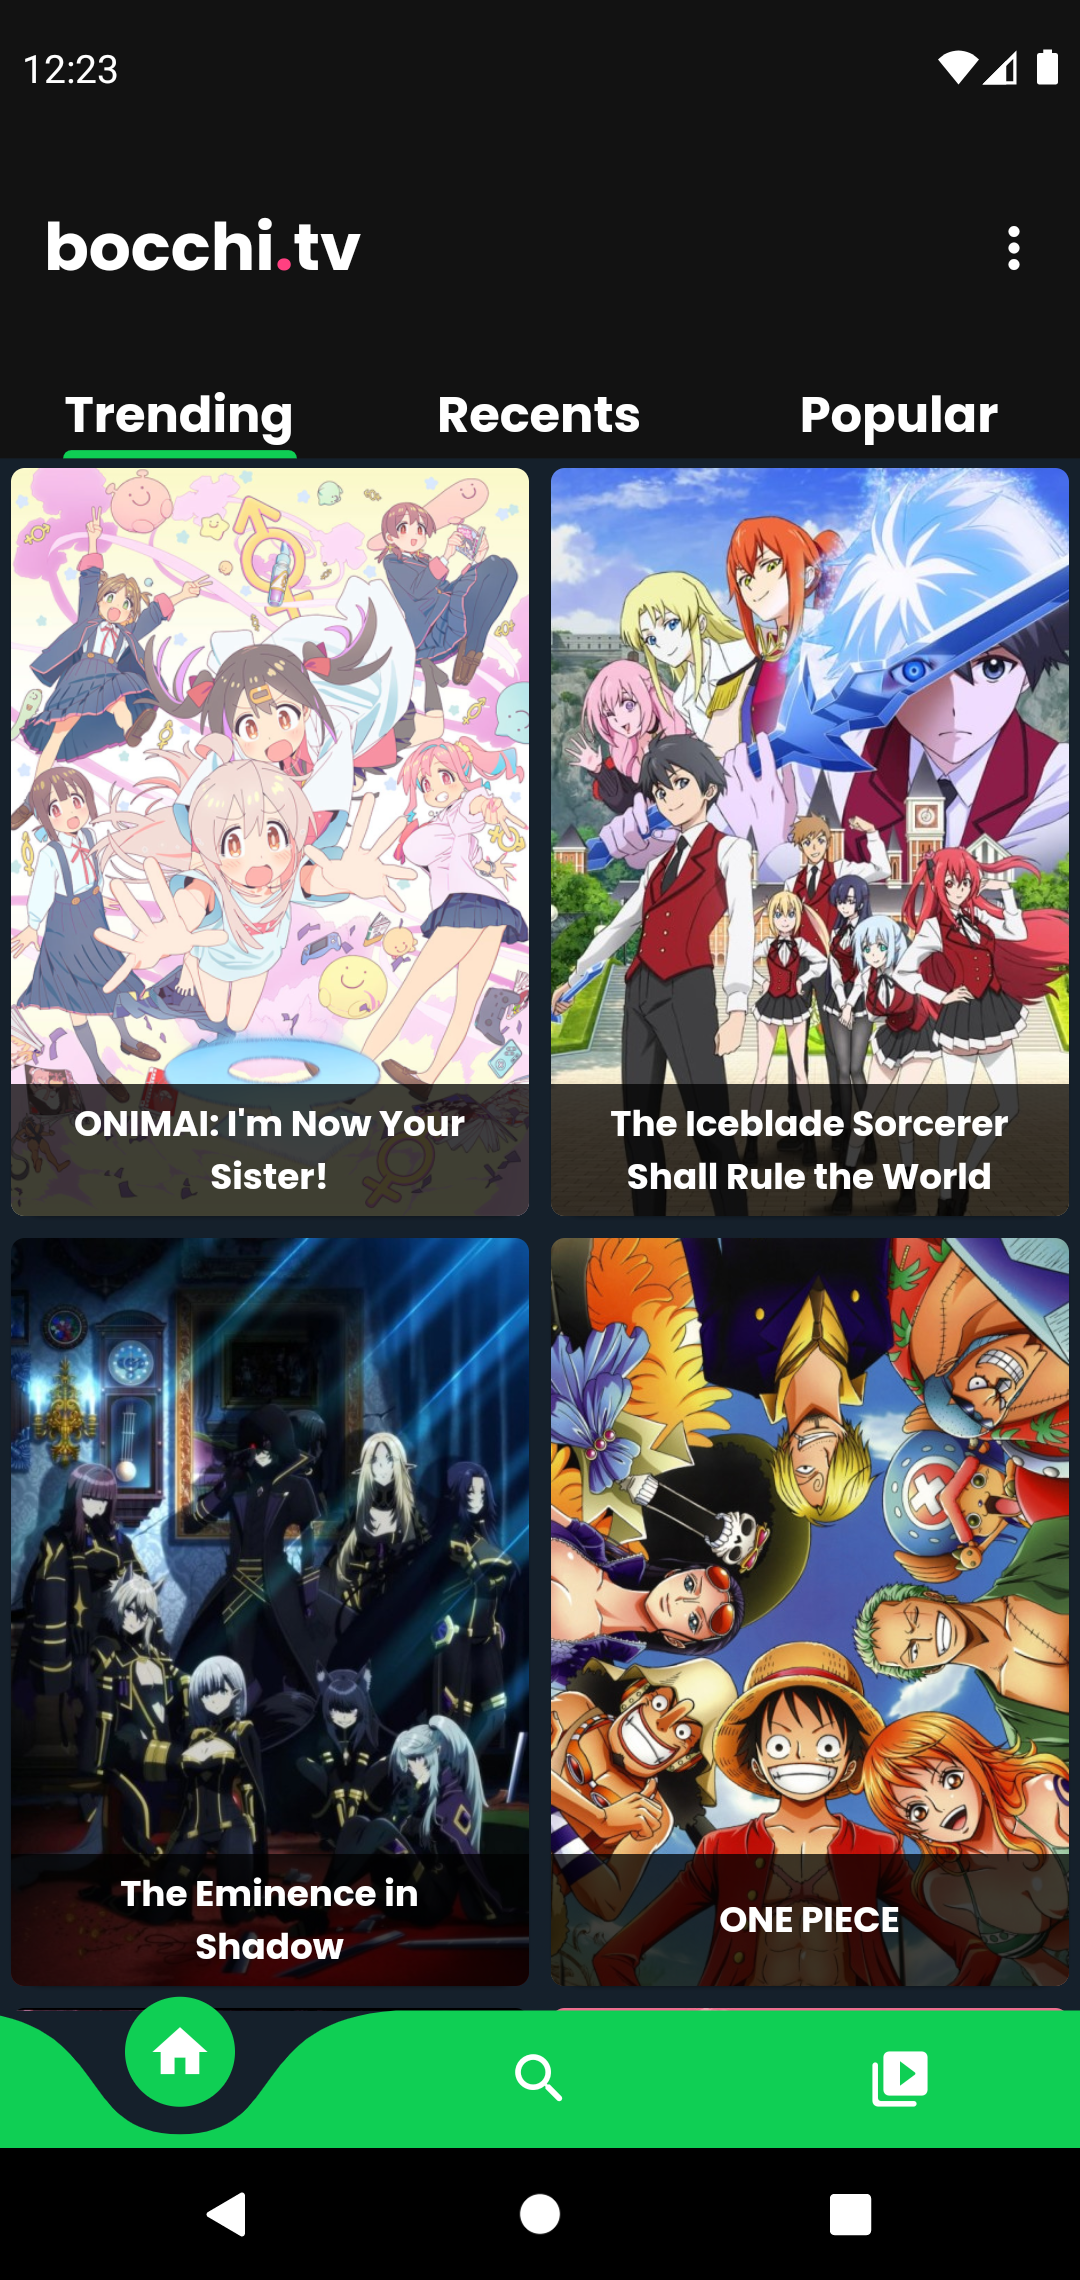 12:23
bocchi.tv
Trending
Recents
Popular
ONIMAI: I'm Now Your
Sister!
The Iceblade Sorcerer
Shall Rule the World
The Eminence in
Shadow
ONE PIECE